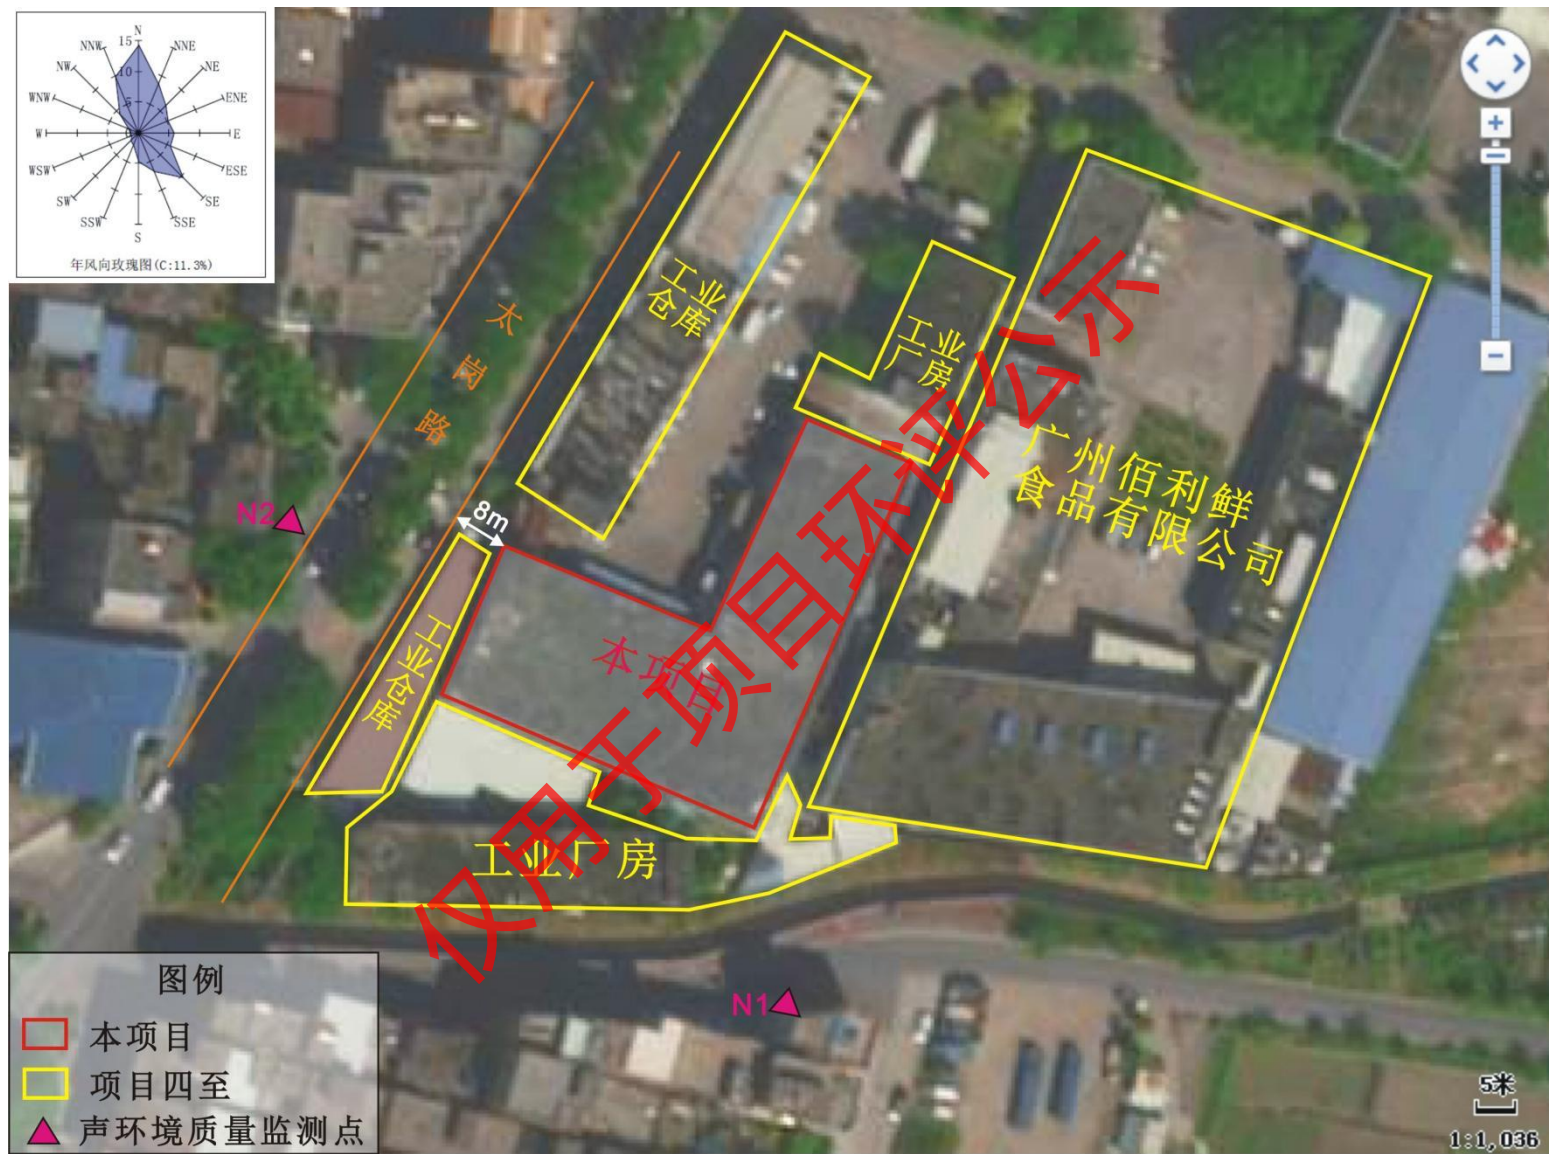 N
NNE
NE
ENE
E
ESE
SE
SSE
S
SSW
SW
WSW
W
WNW
NW
NNW
15
10
5
年风向玫瑰图(C:11.3%)
太岗路
工业
仓库
工业
厂房
广州佰利鲜
食品有限公司
N2
8m
工业仓库
本项目
工业厂房
仅用于项目环评公示
N1
图例
本项目
项目四至
声环境质量监测点
5米
1:1,036